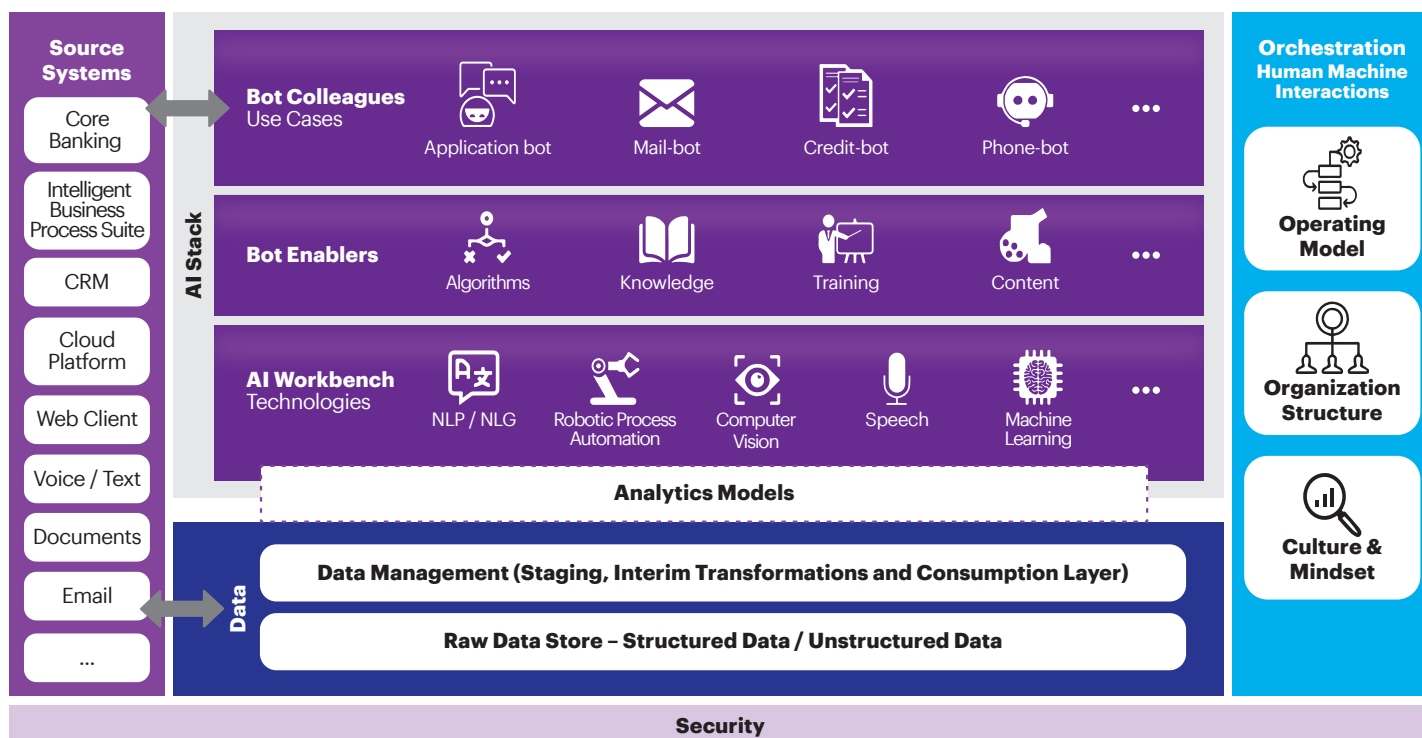 Source
Systems
Core
Banking
Intelligent
Business
Process Suite
CRM
Cloud
Platform
Web Client
Voice / Text
Documents
Email
...
AI Stack
Bot Colleagues
Use Cases
Application bot
Mail-bot
Credit-bot
Phone-bot
...
Bot Enablers
Algorithms
Knowledge
Training
Content
...
AI Workbench
Technologies
NLP / NLG
Robotic Process
Automation
Computer
Vision
Speech
Machine
Learning
...
Analytics Models
Data
Data Management (Staging, Interim Transformations and Consumption Layer)
Raw Data Store – Structured Data / Unstructured Data
Orchestration
Human Machine
Interactions
Operating
Model
Organization
Structure
Culture &
Mindset
Security